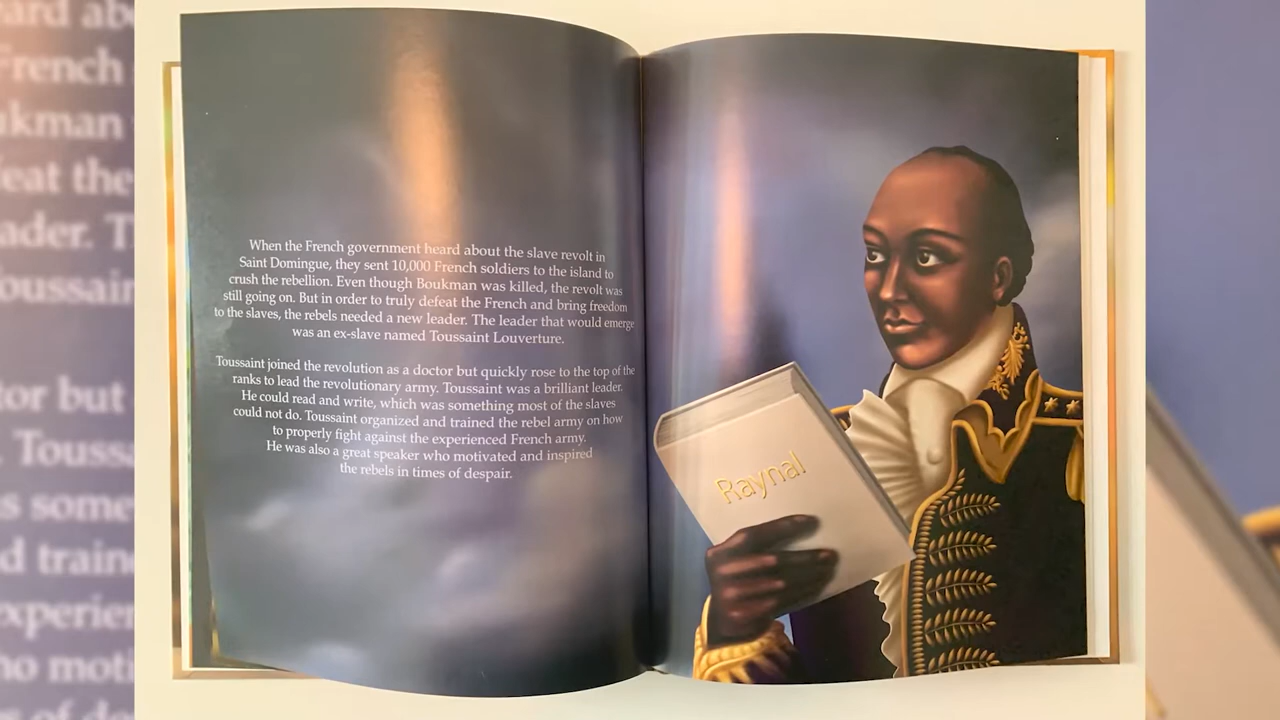 When the French government heard about the slave revolt in
Saint Domingue, they sent 10,000 French soldiers to the island to
crush the rebellion. Even though Boukman was killed, the revolt was
still going on. But in order to truly defeat the French and bring freedom
to the slaves, the rebels needed a new leader. The leader that would emerge
was an ex-slave named Toussaint Louverture.
Toussaint joined the revolution as a doctor but quickly rose to the top of the
ranks to lead the revolutionary army. Toussaint was a brilliant leader.
He could read and write, which was something most of the slaves
could not do. Toussaint organized and trained the rebel army on how
to properly fight against the experienced French army.
He was also a great speaker who motivated and inspired
the rebels in times of despair.
Raynal